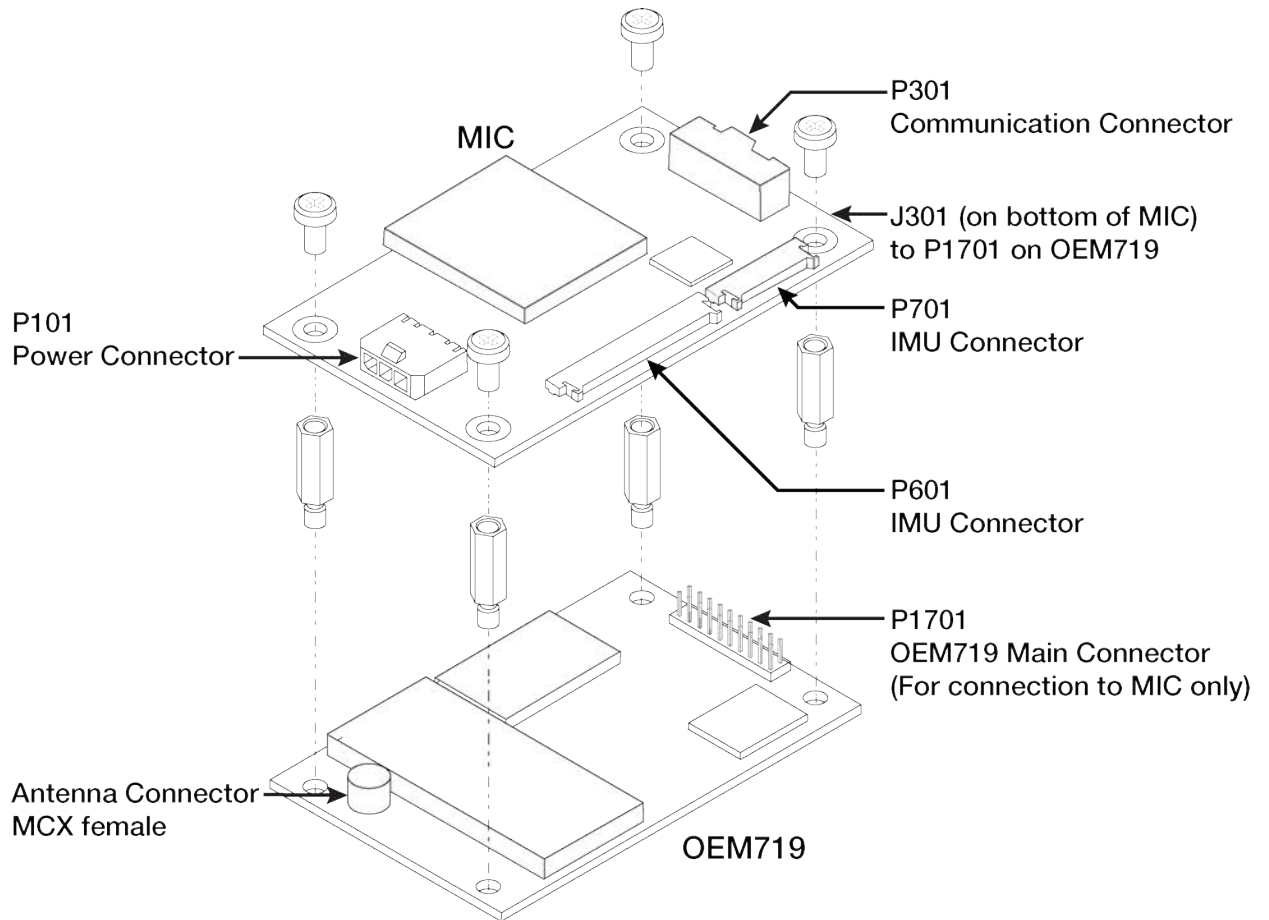 P301
Communication Connector
MIC
J301 (on bottom of MIC)
to P1701 on OEM719
P701
IMU Connector
P101
Power Connector
P601
IMU Connector
P1701
OEM719 Main Connector
(For connection to MIC only)
Antenna Connector
MCX female
OEM719